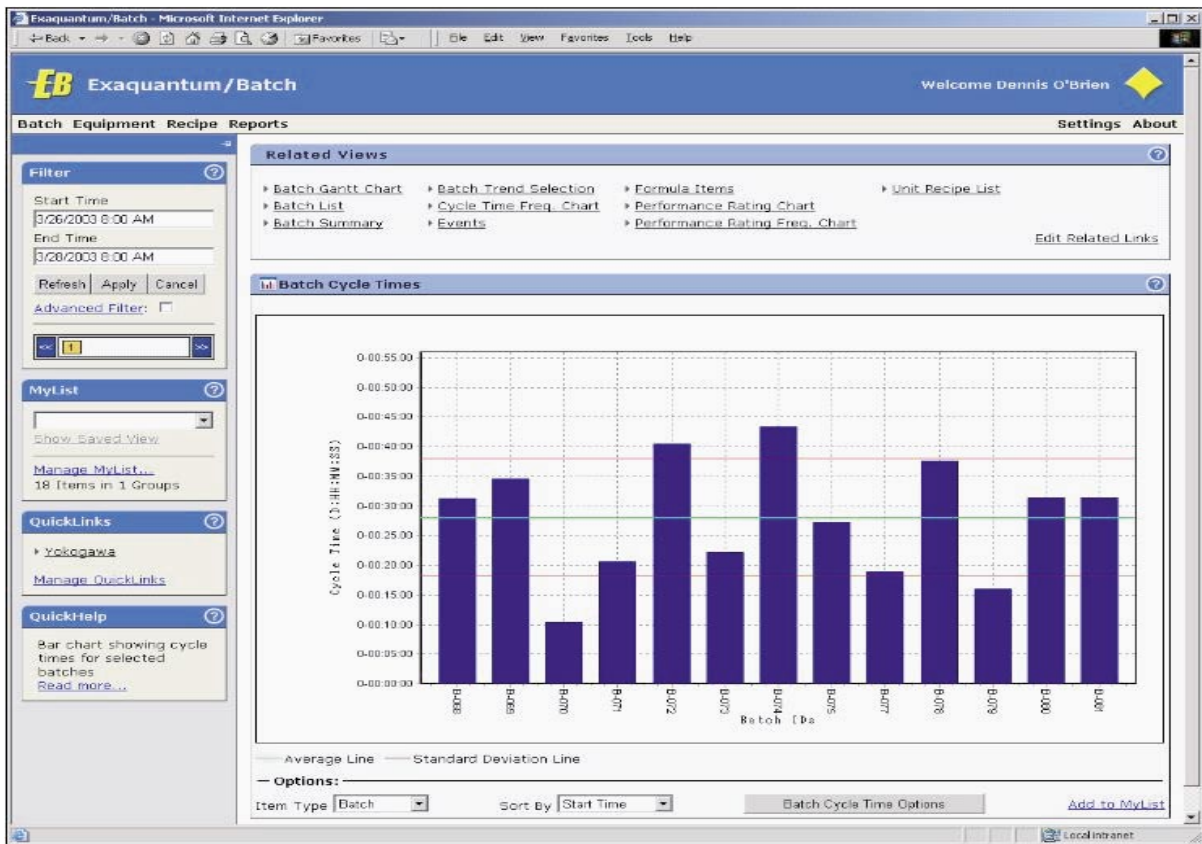 Exaquantum/Batch - Microsoft Internet Explorer
Back Favorites File Edit View Favorites Tools Help
EB Exaquantum/Batch Welcome Dennis O'Brien
Batch Equipment Recipe Reports Settings About
Filter
Start Time
3/26/2003 8:00 AM
End Time
3/28/2003 8:00 AM
Refresh Apply Cancel
Advanced Filter:
<< 1 >>
MyList
Show Saved View
Manage MyList...
18 Items in 1 Groups
QuickLinks
Yokogawa
Manage QuickLinks
QuickHelp
Bar chart showing cycle
times for selected
batches
Read more...
Related Views
Batch Gantt Chart Batch Trend Selection Formula Items Unit Recipe List
Batch List Cycle Time Freq. Chart Performance Rating Chart
Batch Summary Events Performance Rating Freq. Chart
Edit Related Links
Batch Cycle Times
Cycle Time (D:HH:MM:SS)
0-00:55:00
0-00:50:00
0-00:45:00
0-00:40:00
0-00:35:00
0-00:30:00
0-00:25:00
0-00:20:00
0-00:15:00
0-00:10:00
0-00:05:00
0-00:00:00
B-070 B-071 B-072 B-073 B-074 B-075 B-077 B-078 B-079
Batch IDs
Average Line Standard Deviation Line
Options:
Item Type Batch Sort By Start Time Batch Cycle Time Options Add to MyList
Local intranet